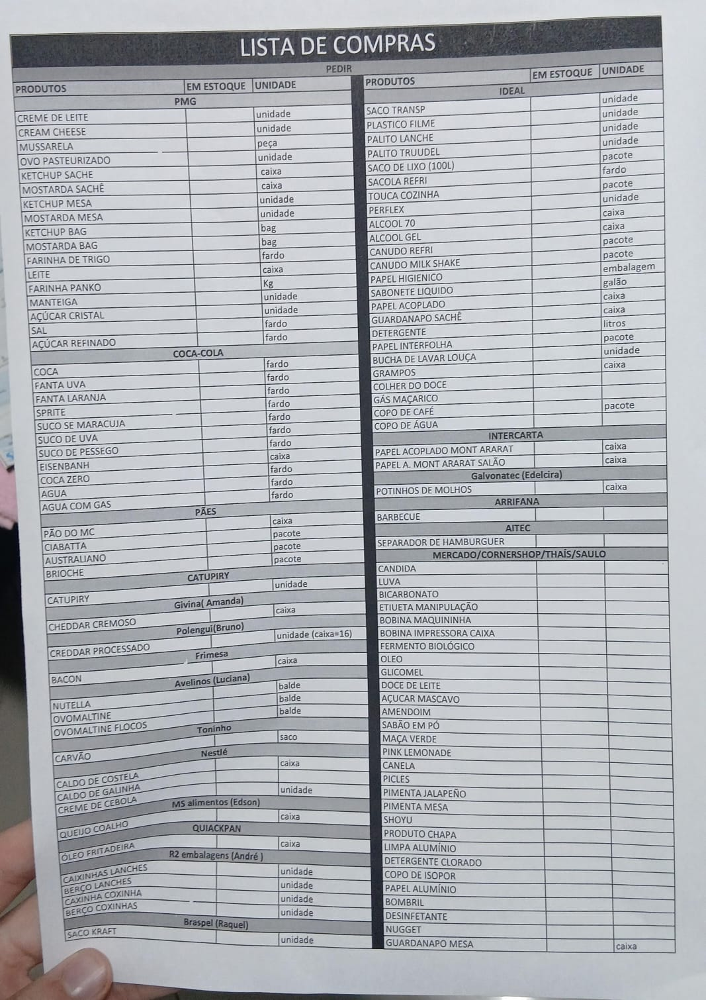 LISTA DE COMPRAS
PEDIR
PRODUTOS EM ESTOQUE UNIDADE
PMG
CREME DE LEITE unidade
CREAM CHEESE unidade
MUSSARELA peça
OVO PASTEURIZADO unidade
KETCHUP SACHE caixa
MOSTARDA SACHÊ caixa
KETCHUP MESA unidade
MOSTARDA MESA unidade
KETCHUP BAG bag
MOSTARDA BAG bag
FARINHA DE TRIGO fardo
LEITE caixa
FARINHA PANKO Kg
MANTEIGA unidade
AÇÚCAR CRISTAL unidade
SAL fardo
AÇÚCAR REFINADO fardo
COCA-COLA
COCA fardo
FANTA UVA fardo
FANTA LARANJA fardo
SPRITE fardo
SUCO SE MARACUJA fardo
SUCO DE UVA fardo
SUCO DE PESSEGO fardo
EISENBANH caixa
COCA ZERO fardo
AGUA fardo
AGUA COM GAS fardo
PÃES
PÃO DO MC caixa
CIABATTA pacote
AUSTRALIANO pacote
BRIOCHE pacote
CATUPIRY
CATUPIRY unidade
Givina( Amanda)
CHEDDAR CREMOSO caixa
Polengui(Bruno)
CREDDAR PROCESSADO unidade (caixa=16)
Frimesa
BACON caixa
Avelinos (Luciana)
NUTELLA balde
OVOMALTINE balde
OVOMALTINE FLOCOS balde
Toninho
CARVÃO saco
Nestlé
CALDO DE COSTELA caixa
CALDO DE GALINHA
CREME DE CEBOLA unidade
MS alimentos (Edson)
QUEIJO COALHO caixa
QUIACKPAN
ÓLEO FRITADEIRA caixa
R2 embalagens (André )
CAIXINHAS LANCHES unidade
BERÇO LANCHES unidade
CAXINHA COXINHA unidade
BERÇO COXINHAS unidade
Braspel (Raquel)
SACO KRAFT unidade
PRODUTOS EM ESTOQUE UNIDADE
IDEAL
SACO TRANSP unidade
PLASTICO FILME unidade
PALITO LANCHE unidade
PALITO TRUUDEL unidade
SACO DE LIXO (100L) pacote
SACOLA REFRI fardo
TOUCA COZINHA pacote
PERFLEX unidade
ALCOOL 70 caixa
ALCOOL GEL caixa
CANUDO REFRI pacote
CANUDO MILK SHAKE pacote
PAPEL HIGIENICO embalagem
SABONETE LIQUIDO galão
PAPEL ACOPLADO caixa
GUARDANAPO SACHÊ caixa
DETERGENTE litros
PAPEL INTERFOLHA pacote
BUCHA DE LAVAR LOUÇA unidade
GRAMPOS caixa
COLHER DO DOCE
GÁS MAÇARICO
COPO DE CAFÉ pacote
COPO DE ÁGUA
INTERCARTA
PAPEL ACOPLADO MONT ARARAT caixa
PAPEL A. MONT ARARAT SALÃO caixa
Galvonatec (Edelcira)
POTINHOS DE MOLHOS caixa
ARRIFANA
BARBECUE
AITEC
SEPARADOR DE HAMBURGUER
MERCADO/CORNERSHOP/THAÍS/SAULO
CANDIDA
LUVA
BICARBONATO
ETIUETA MANIPULAÇÃO
BOBINA MAQUININHA
BOBINA IMPRESSORA CAIXA
FERMENTO BIOLÓGICO
OLEO
GLICOMEL
DOCE DE LEITE
AÇUCAR MASCAVO
AMENDOIM
SABÃO EM PÓ
MAÇA VERDE
PINK LEMONADE
CANELA
PICLES
PIMENTA JALAPEÑO
PIMENTA MESA
SHOYU
PRODUTO CHAPA
LIMPA ALUMÍNIO
DETERGENTE CLORADO
COPO DE ISOPOR
PAPEL ALUMÍNIO
BOMBRIL
DESINFETANTE
NUGGET
GUARDANAPO MESA caixa